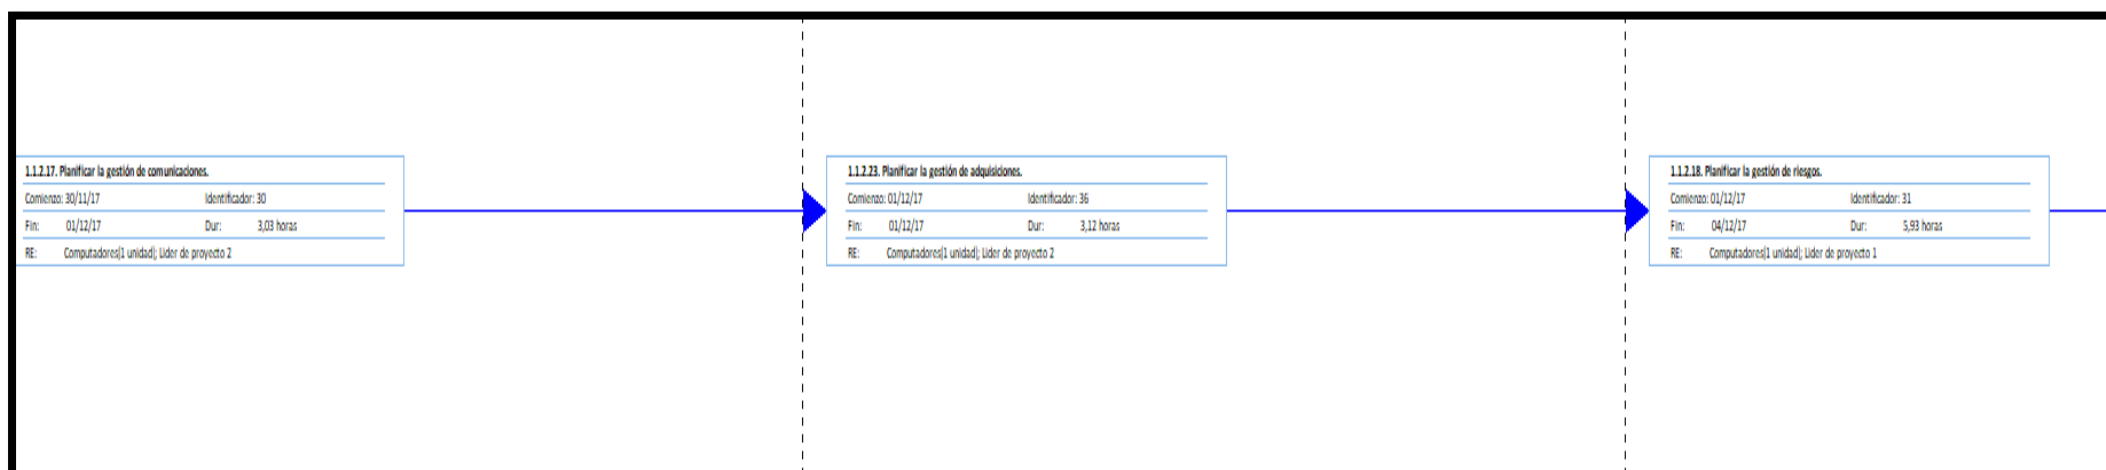 1.1.2.17. Planificar la gestión de comunicaciones.
Comienzo: 30/11/17 Identificador: 30
Fin: 01/12/17 Dur: 3,03 horas
RE: Computadores[1 unidad]; Lider de proyecto 2
1.1.2.23. Planificar la gestión de adquisiciones.
Comienzo: 01/12/17 Identificador: 36
Fin: 01/12/17 Dur: 3,12 horas
RE: Computadores[1 unidad]; Lider de proyecto 2
1.1.2.18. Planificar la gestión de riesgos.
Comienzo: 01/12/17 Identificador: 31
Fin: 04/12/17 Dur: 5,93 horas
RE: Computadores[1 unidad]; Lider de proyecto 1